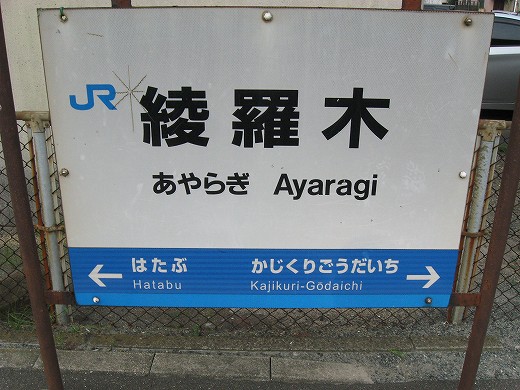 JR 綾羅木
あやらぎ Ayaragi
← はたぶ かじくりごうだいち →
Hatabu Kajikuri-Gōdaichi